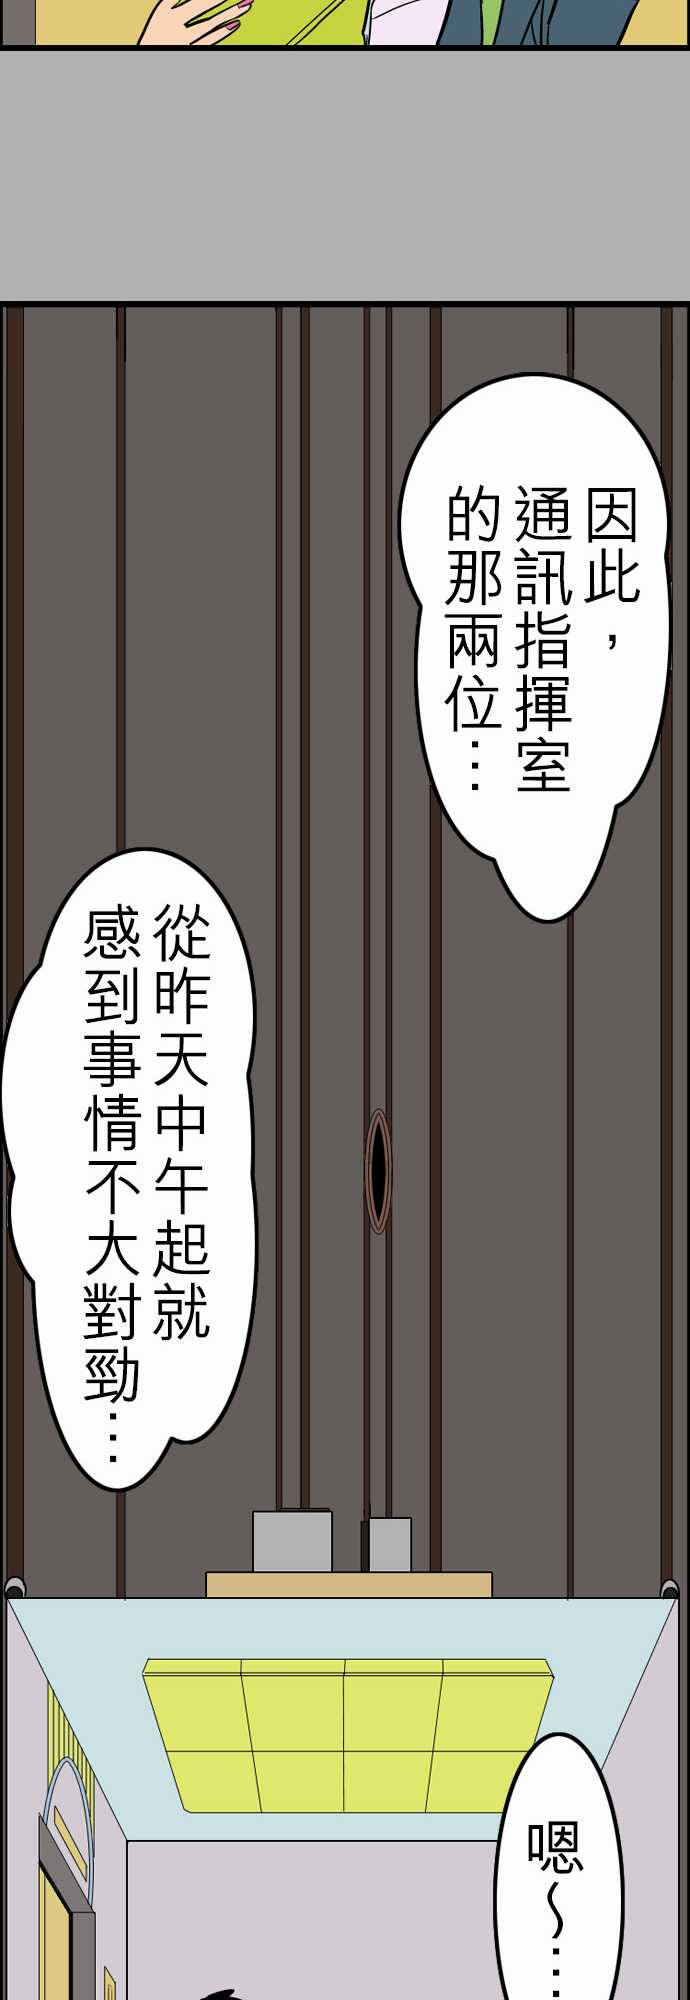 因此，
通訊指揮室
的那兩位…
從昨天中午起就
感到事情不大對勁…
嗯～…